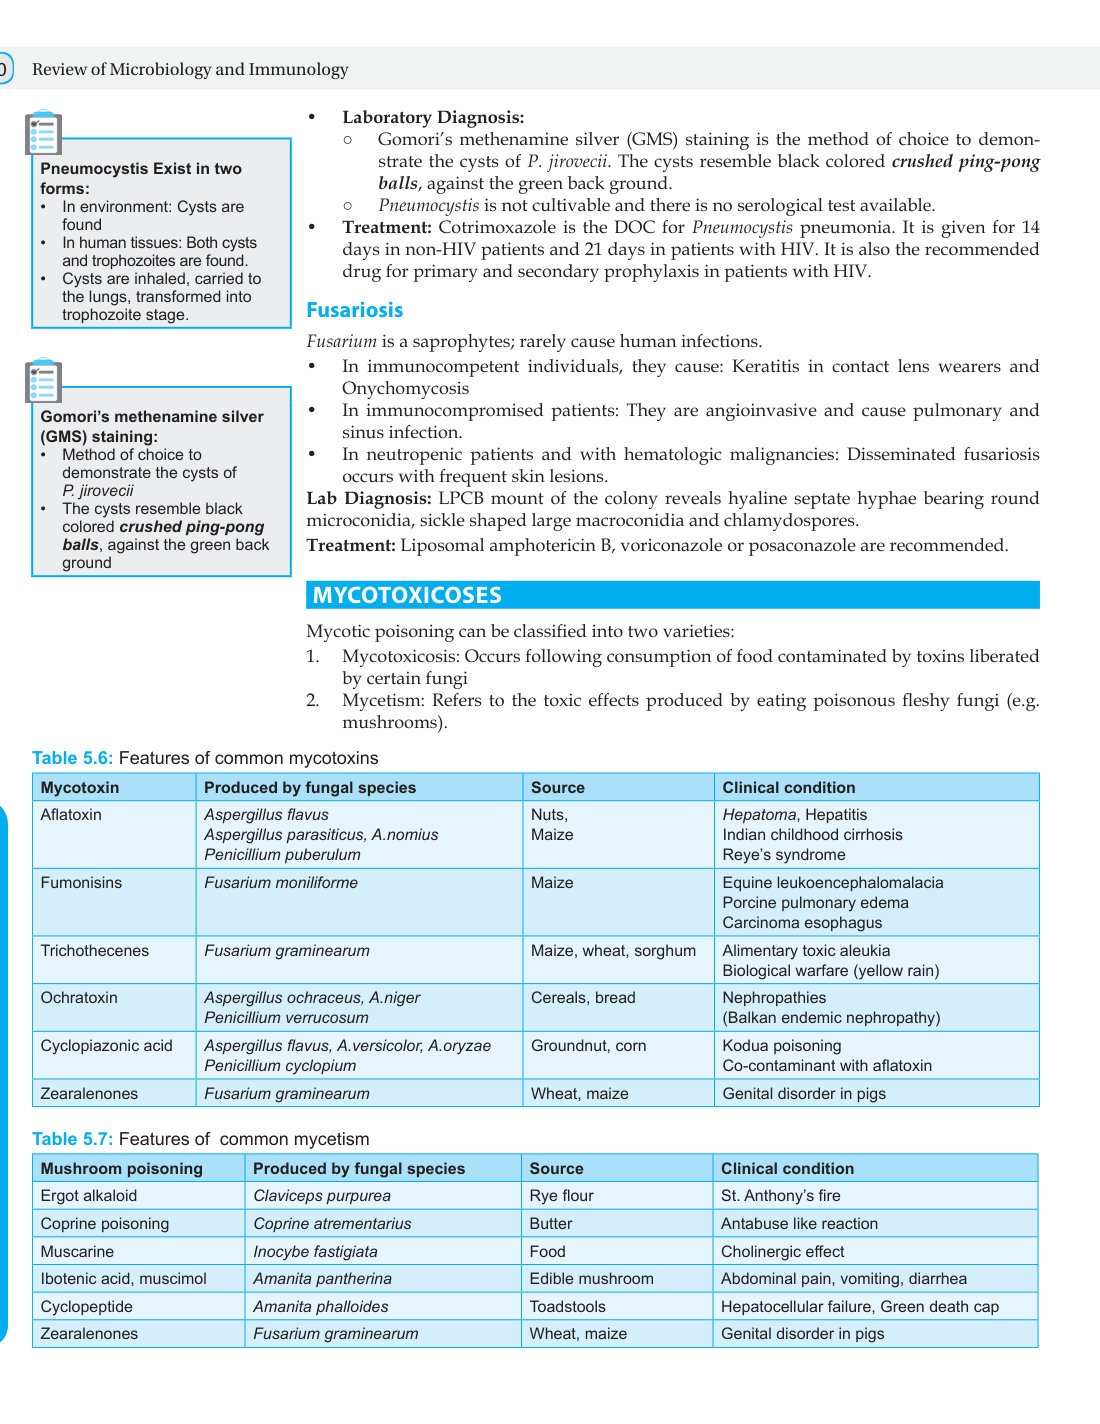 0 Review of Microbiology and Immunology
Pneumocystis Exist in two
forms:
• In environment: Cysts are
found
• In human tissues: Both cysts
and trophozoites are found.
• Cysts are inhaled, carried to
the lungs, transformed into
trophozoite stage.
Gomori's methenamine silver
(GMS) staining:
• Method of choice to
demonstrate the cysts of
P. jirovecii
• The cysts resemble black
colored crushed ping-pong
balls, against the green back
ground
• Laboratory Diagnosis:
○ Gomori's methenamine silver (GMS) staining is the method of choice to demon-
strate the cysts of P. jirovecii. The cysts resemble black colored crushed ping-pong
balls, against the green back ground.
○ Pneumocystis is not cultivable and there is no serological test available.
• Treatment: Cotrimoxazole is the DOC for Pneumocystis pneumonia. It is given for 14
days in non-HIV patients and 21 days in patients with HIV. It is also the recommended
drug for primary and secondary prophylaxis in patients with HIV.
Fusariosis
Fusarium is a saprophytes; rarely cause human infections.
• In immunocompetent individuals, they cause: Keratitis in contact lens wearers and
Onychomycosis
• In immunocompromised patients: They are angioinvasive and cause pulmonary and
sinus infection.
• In neutropenic patients and with hematologic malignancies: Disseminated fusariosis
occurs with frequent skin lesions.
Lab Diagnosis: LPCB mount of the colony reveals hyaline septate hyphae bearing round
microconidia, sickle shaped large macroconidia and chlamydospores.
Treatment: Liposomal amphotericin B, voriconazole or posaconazole are recommended.
MYCOTOXICOSES
Mycotic poisoning can be classified into two varieties:
1. Mycotoxicosis: Occurs following consumption of food contaminated by toxins liberated
by certain fungi
2. Mycetism: Refers to the toxic effects produced by eating poisonous fleshy fungi (e.g.
mushrooms).
Table 5.6: Features of common mycotoxins
Mycotoxin Produced by fungal species Source Clinical condition
Aflatoxin Aspergillus flavus Nuts, Hepatoma, Hepatitis
Aspergillus parasiticus, A.nomius Maize Indian childhood cirrhosis
Penicillium puberulum Reye's syndrome
Fumonisins Fusarium moniliforme Maize Equine leukoencephalomalacia
Porcine pulmonary edema
Carcinoma esophagus
Trichothecenes Fusarium graminearum Maize, wheat, sorghum Alimentary toxic aleukia
Biological warfare (yellow rain)
Ochratoxin Aspergillus ochraceus, A.niger Cereals, bread Nephropathies
Penicillium verrucosum (Balkan endemic nephropathy)
Cyclopiazonic acid Aspergillus flavus, A.versicolor, A.oryzae Groundnut, corn Kodua poisoning
Penicillium cyclopium Co-contaminant with aflatoxin
Zearalenones Fusarium graminearum Wheat, maize Genital disorder in pigs
Table 5.7: Features of common mycetism
Mushroom poisoning Produced by fungal species Source Clinical condition
Ergot alkaloid Claviceps purpurea Rye flour St. Anthony's fire
Coprine poisoning Coprine atrementarius Butter Antabuse like reaction
Muscarine Inocybe fastigiata Food Cholinergic effect
Ibotenic acid, muscimol Amanita pantherina Edible mushroom Abdominal pain, vomiting, diarrhea
Cyclopeptide Amanita phalloides Toadstools Hepatocellular failure, Green death cap
Zearalenones Fusarium graminearum Wheat, maize Genital disorder in pigs